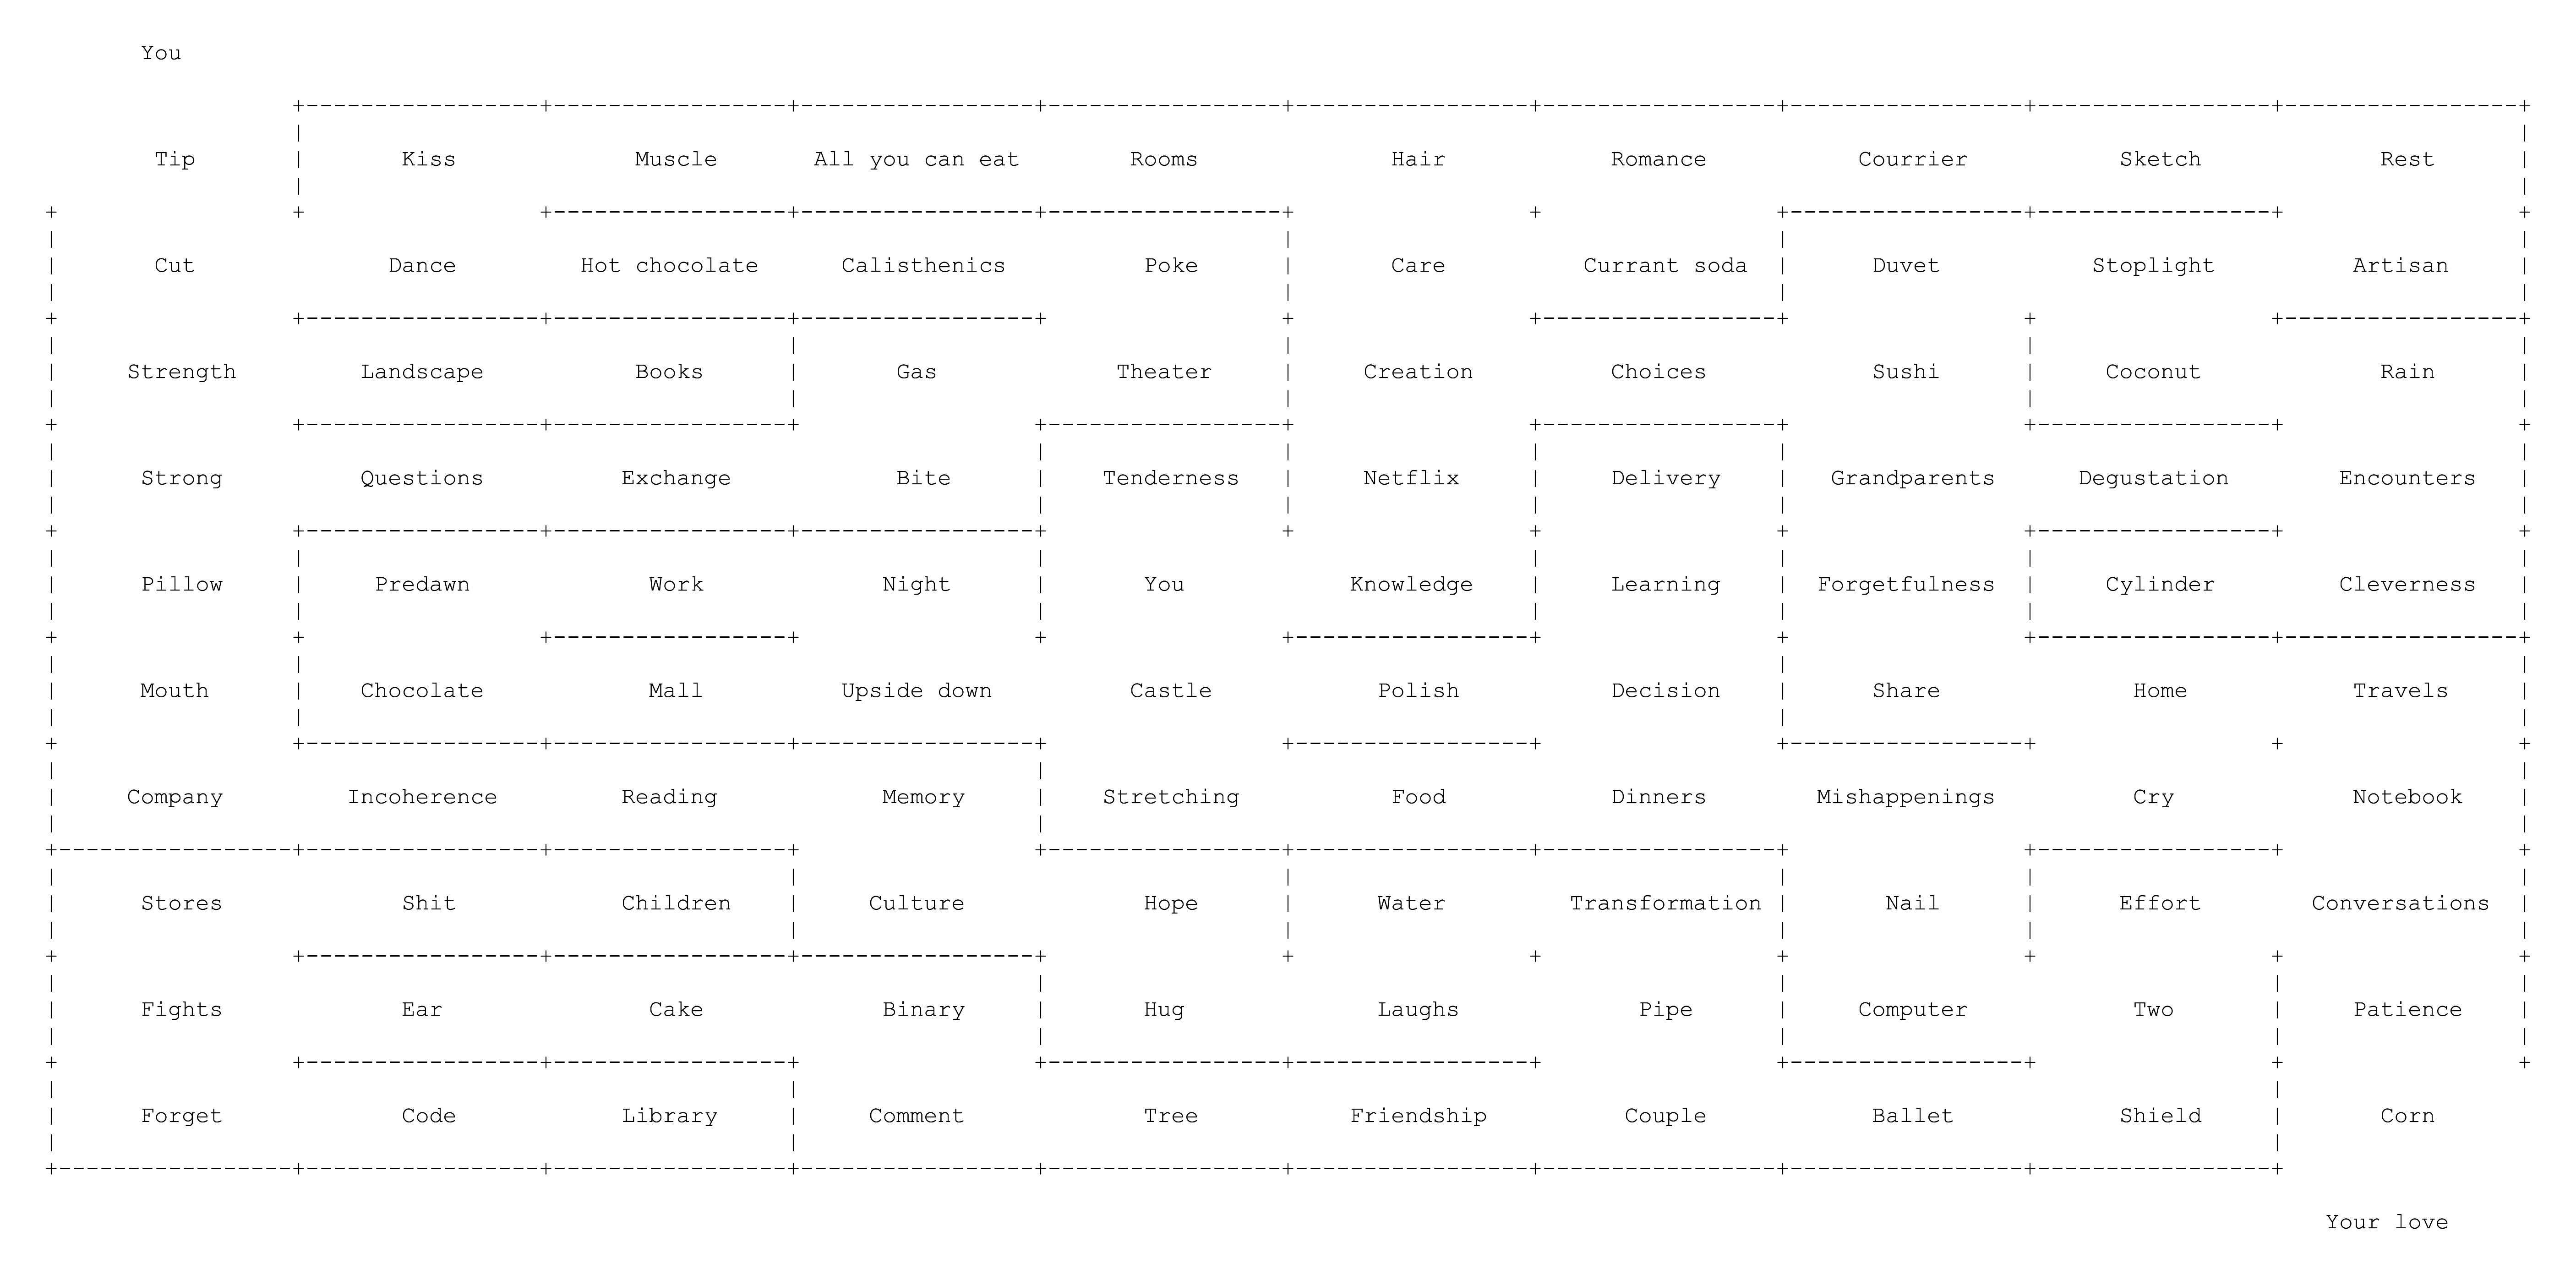 You
Tip Kiss Muscle All you can eat Rooms Hair Romance Courrier Sketch Rest
Cut Dance Hot chocolate Calisthenics Poke Care Currant soda Duvet Stoplight Artisan
Strength Landscape Books Gas Theater Creation Choices Sushi Coconut Rain
Strong Questions Exchange Bite Tenderness Netflix Delivery Grandparents Degustation Encounters
Pillow Predawn Work Night You Knowledge Learning Forgetfulness Cylinder Cleverness
Mouth Chocolate Mall Upside down Castle Polish Decision Share Home Travels
Company Incoherence Reading Memory Stretching Food Dinners Mishappenings Cry Notebook
Stores Shit Children Culture Hope Water Transformation Nail Effort Conversations
Fights Ear Cake Binary Hug Laughs Pipe Computer Two Patience
Forget Code Library Comment Tree Friendship Couple Ballet Shield Corn
Your love